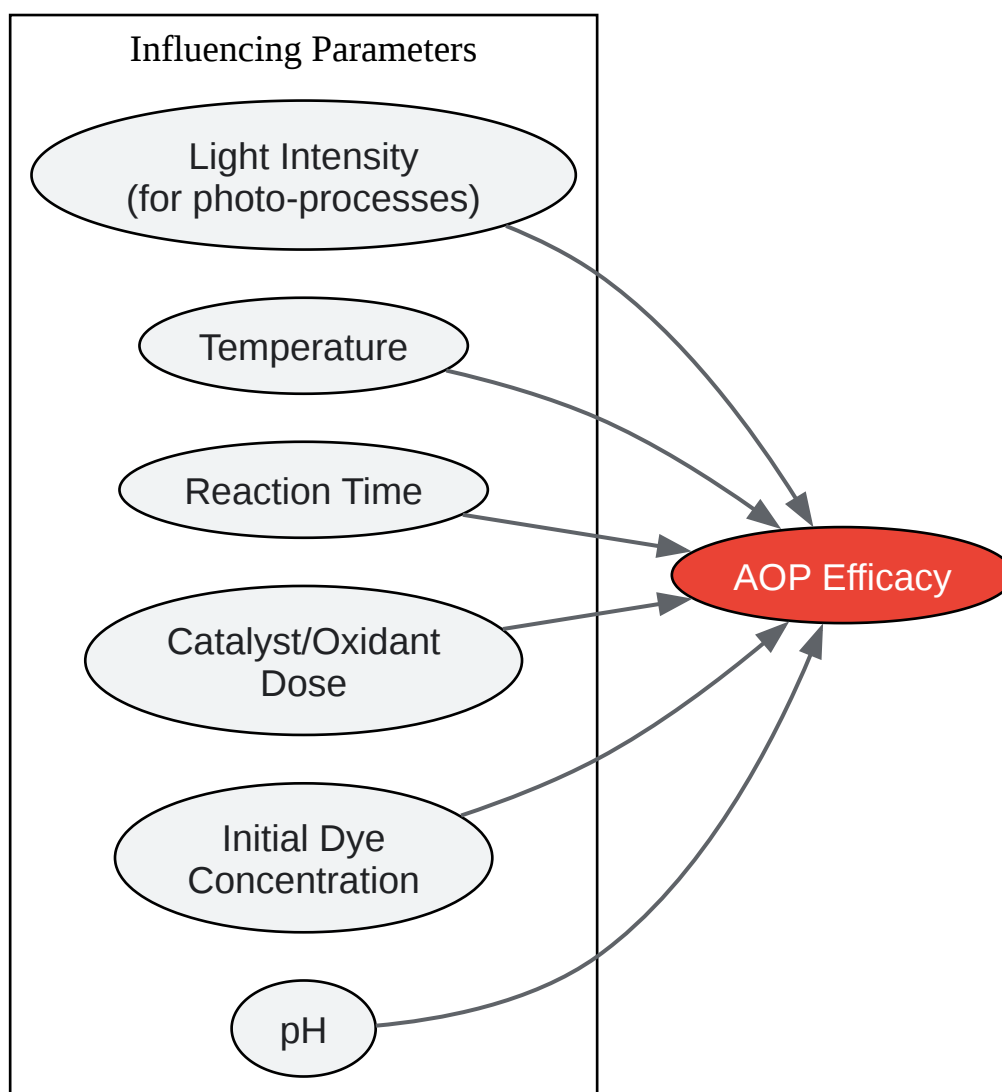 Influencing Parameters
Light Intensity
(for photo-processes)
Temperature
Reaction Time
AOP Efficacy
Catalyst/Oxidant
Dose
Initial Dye
Concentration
pH